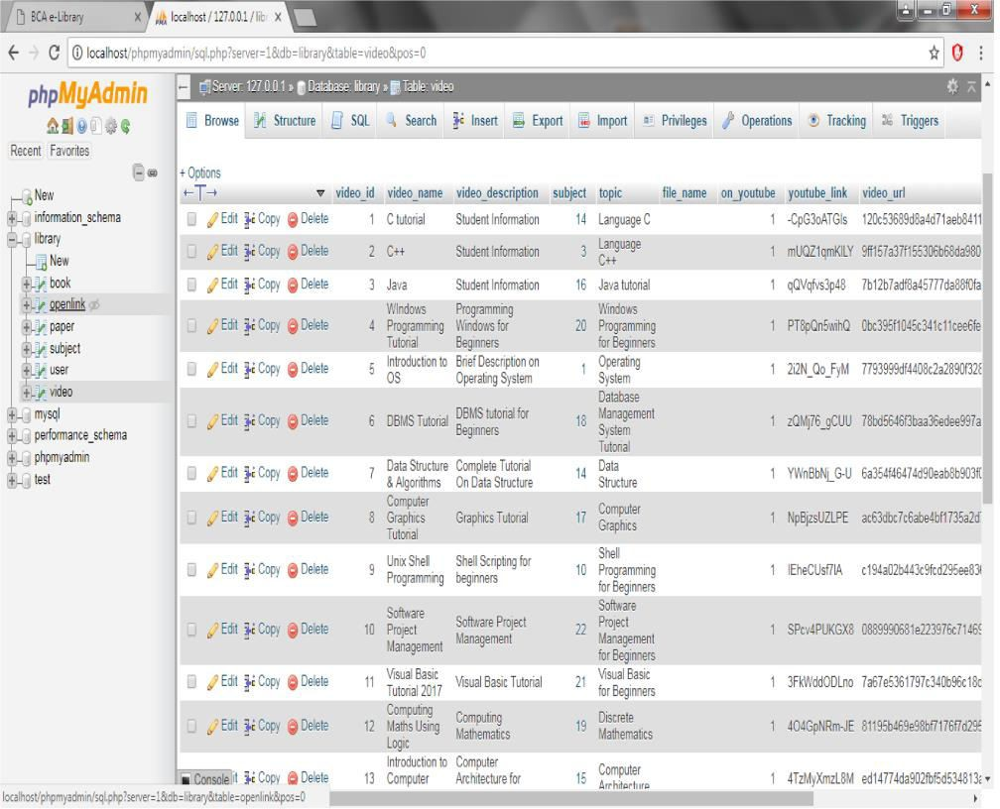 BCA e-Library
localhost / 127.0.0.1 / libr
localhost/phpmyadmin/sql.php?server=1&db=library&table=video&pos=0
phpMyAdmin
Recent Favorites
New
information_schema
library
New
book
openlink
paper
subject
user
video
mysql
performance_schema
phpmyadmin
test
Server: 127.0.0.1 » Database: library » Table: video
Browse Structure SQL Search Insert Export Import Privileges Operations Tracking Triggers
+ Options
←T→ video_id video_name video_description subject topic file_name on_youtube youtube_link video_url
Edit Copy Delete 1 C tutorial Student Information 14 Language C 1 -CpG3oATGIs 120c53689d8a4d71aeb8411
Edit Copy Delete 2 C++ Student Information 3 Language C++ 1 mUQZ1qmKlLY 9ff157a37f155306b68da980
Edit Copy Delete 3 Java Student Information 16 Java tutorial 1 qQVqfvs3p48 7b12b7adf8a45777da88f0fa
Edit Copy Delete 4 WIndows Programming Tutorial Programming Windows for Beginners 20 Windows Programming for Beginners 1 PT8pQn5wihQ 0bc395f1045c341c11cee6fe
Edit Copy Delete 5 Introduction to OS Brief Description on Operating System 1 Operating System 1 2i2N_Qo_FyM 7793999df4408c2a2890f328
Edit Copy Delete 6 DBMS Tutorial DBMS tutorial for Beginners 18 Database Management System Tutorial 1 zQMj76_gCUU 78bd5646f3baa36edee997a
Edit Copy Delete 7 Data Structure & Algorithms Complete Tutorial On Data Structure 14 Data Structure 1 YWnBbNj_G-U 6a354f46474d90eab8b903f0
Edit Copy Delete 8 Computer Graphics Tutorial Graphics Tutorial 17 Computer Graphics 1 NpBjzsUZLPE ac63dbc7c6abe4bf1735a2d
Edit Copy Delete 9 Unix Shell Programming Shell Scripting for beginners 10 Shell Programming for Beginners 1 lEheCUsf7lA c194a02b443c9fcd295ee83
Edit Copy Delete 10 Software Project Management Software Project Management 22 Software Project Management for Beginners 1 SPcv4PUKGX8 0889990681e223976c71469
Edit Copy Delete 11 Visual Basic Tutorial 2017 Visual Basic Tutorial 21 Visual Basic for Beginners 1 3FkWddODLno 7a67e5361797c340b96c18c
Edit Copy Delete 12 Computing Maths Using Logic Computing Mathematics 19 Discrete Mathematics 1 4O4GpNRm-JE 81195b469e98bf7176f7d295
Console Copy Delete 13 Introduction to Computer Computer Architecture for 15 Computer Architecture 1 4TzMyXmzL8M ed14774da902fbf5d534813a
localhost/phpmyadmin/sql.php?server=1&db=library&table=openlink&pos=0